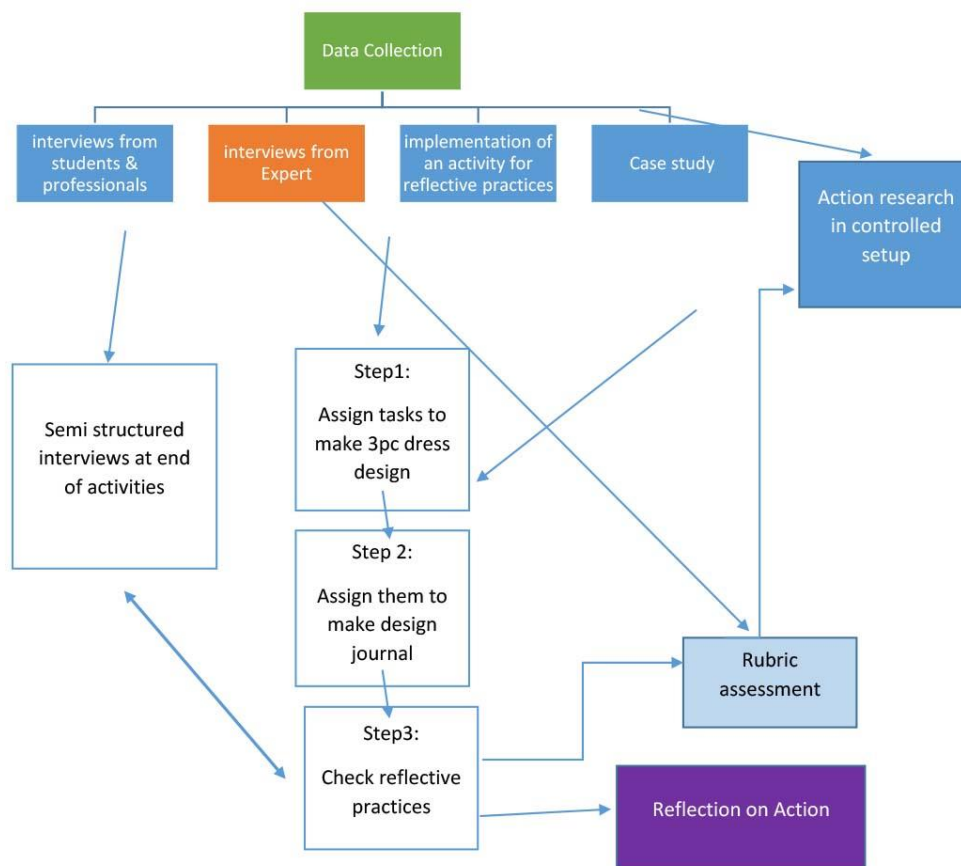 Data Collection
interviews from
students &
professionals
interviews from
Expert
implementation of
an activity for
reflective practices
Case study
Action research
in controlled
setup
Semi structured
interviews at end
of activities
Step1:
Assign tasks to
make 3pc dress
design
Step 2:
Assign them to
make design
journal
Step3:
Check reflective
practices
Rubric
assessment
Reflection on Action